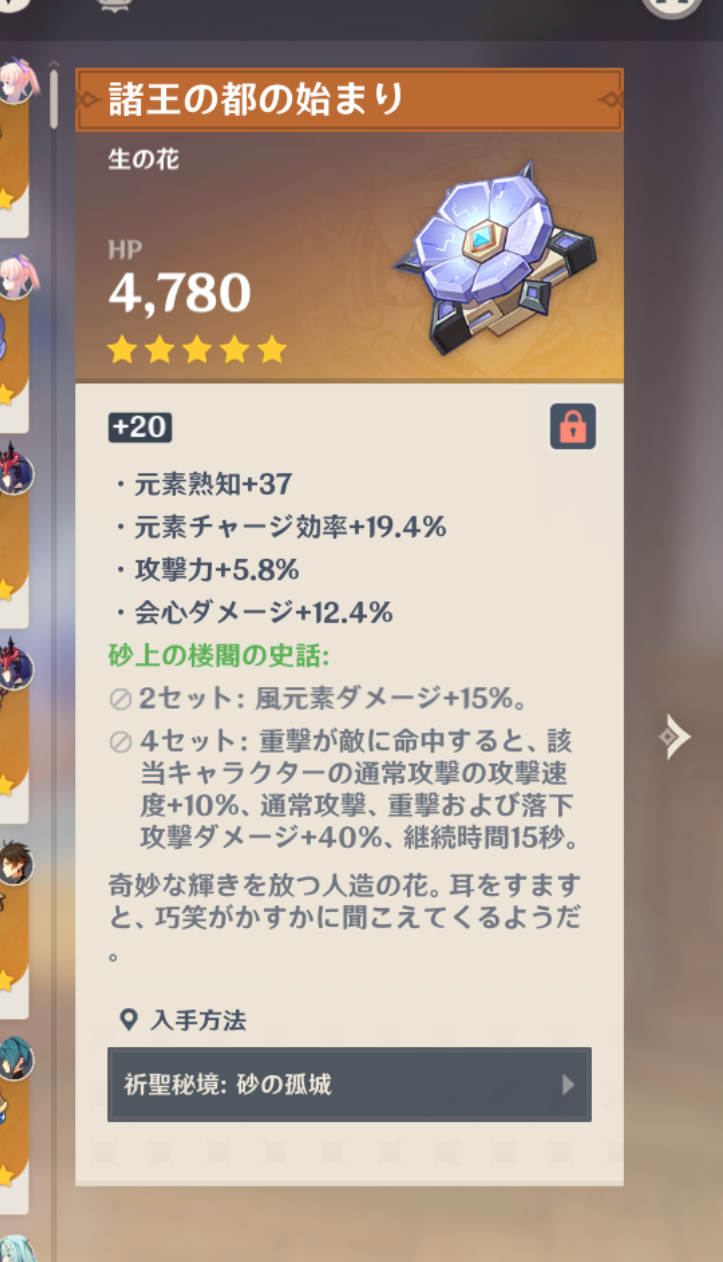 諸王の都の始まり
生の花
HP
4,780
+20
・元素熟知+37
・元素チャージ効率+19.4%
・攻撃力+5.8%
・会心ダメージ+12.4%
砂上の楼閣の史話:
2セット: 風元素ダメージ+15%。
4セット: 重撃が敵に命中すると、該
当キャラクターの通常攻撃の攻撃速
度+10%、通常攻撃、重撃および落下
攻撃ダメージ+40%、継続時間15秒。
奇妙な輝きを放つ人造の花。耳をすます
と、巧笑がかすかに聞こえてくるようだ
。
入手方法
祈聖秘境: 砂の孤城